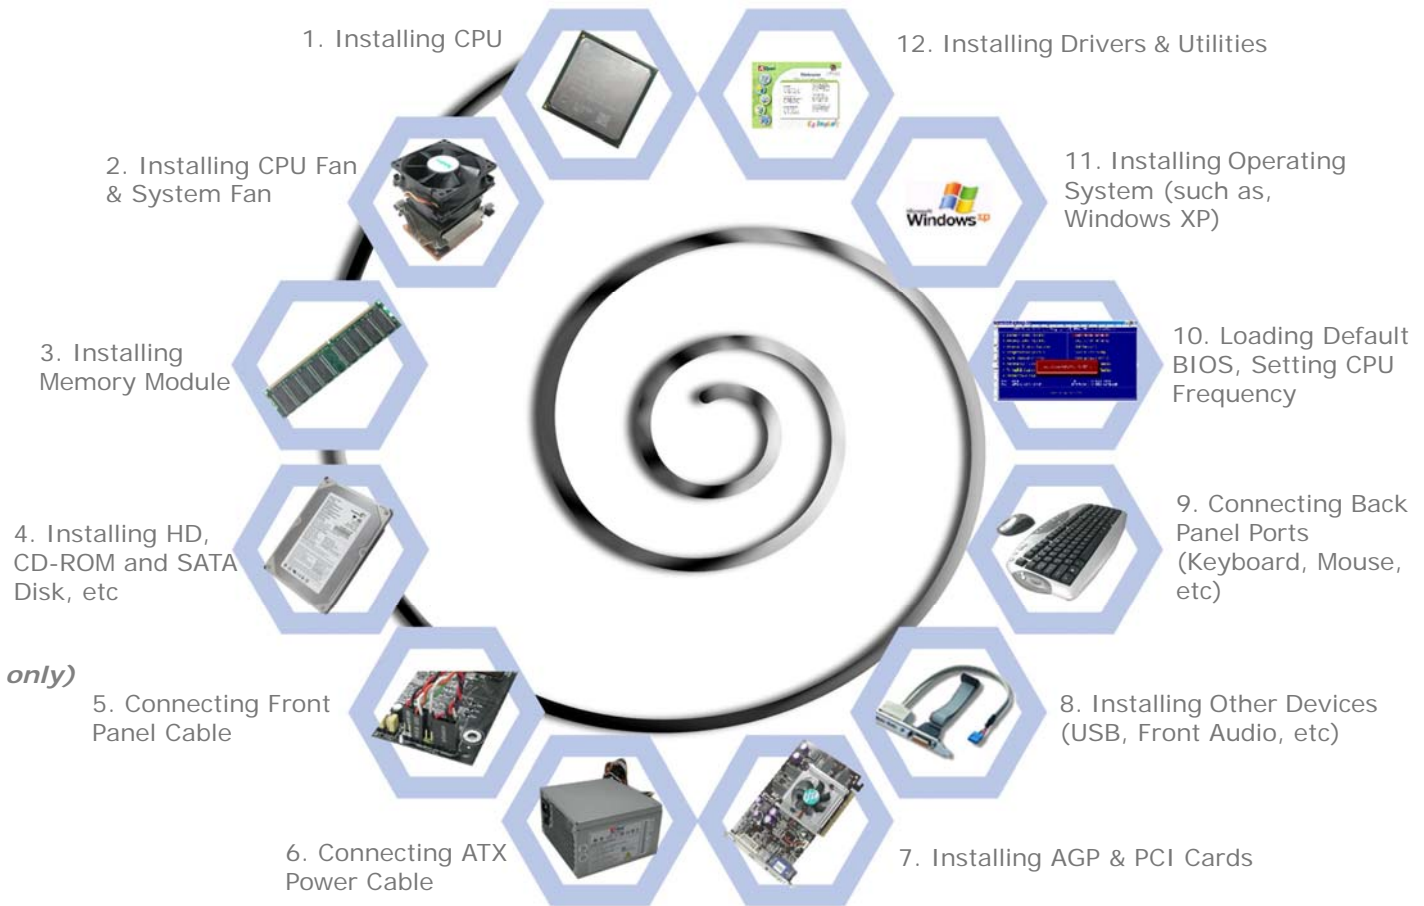 1. Installing CPU
2. Installing CPU Fan
& System Fan
3. Installing
Memory Module
4. Installing HD,
CD-ROM and SATA
Disk, etc
only)
5. Connecting Front
Panel Cable
6. Connecting ATX
Power Cable
7. Installing AGP & PCI Cards
8. Installing Other Devices
(USB, Front Audio, etc)
9. Connecting Back
Panel Ports
(Keyboard, Mouse,
etc)
10. Loading Default
BIOS, Setting CPU
Frequency
11. Installing Operating
System (such as,
Windows XP)
Microsoft
Windows xp
12. Installing Drivers & Utilities